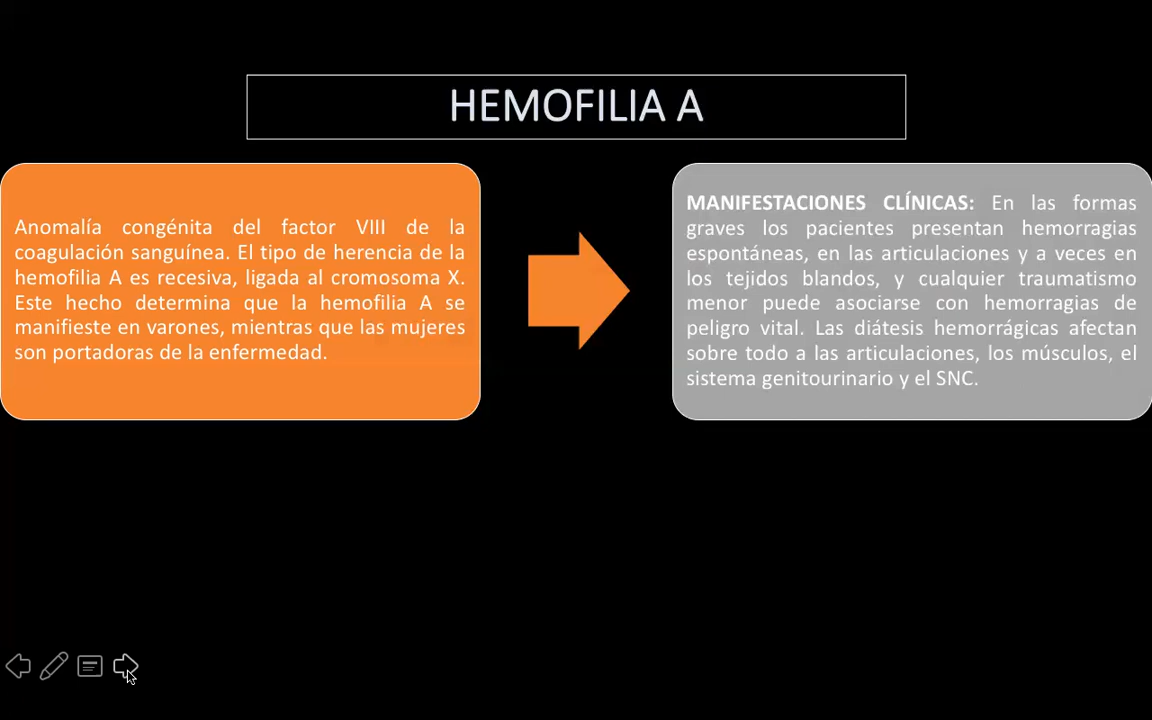 HEMOFILIA A
Anomalía congénita del factor VIII de la
coagulación sanguínea. El tipo de herencia de la
hemofilia A es recesiva, ligada al cromosoma X.
Este hecho determina que la hemofilia A se
manifieste en varones, mientras que las mujeres
son portadoras de la enfermedad.
MANIFESTACIONES CLÍNICAS: En las formas
graves los pacientes presentan hemorragias
espontáneas, en las articulaciones y a veces en
los tejidos blandos, y cualquier traumatismo
menor puede asociarse con hemorragias de
peligro vital. Las diátesis hemorrágicas afectan
sobre todo a las articulaciones, los músculos, el
sistema genitourinario y el SNC.